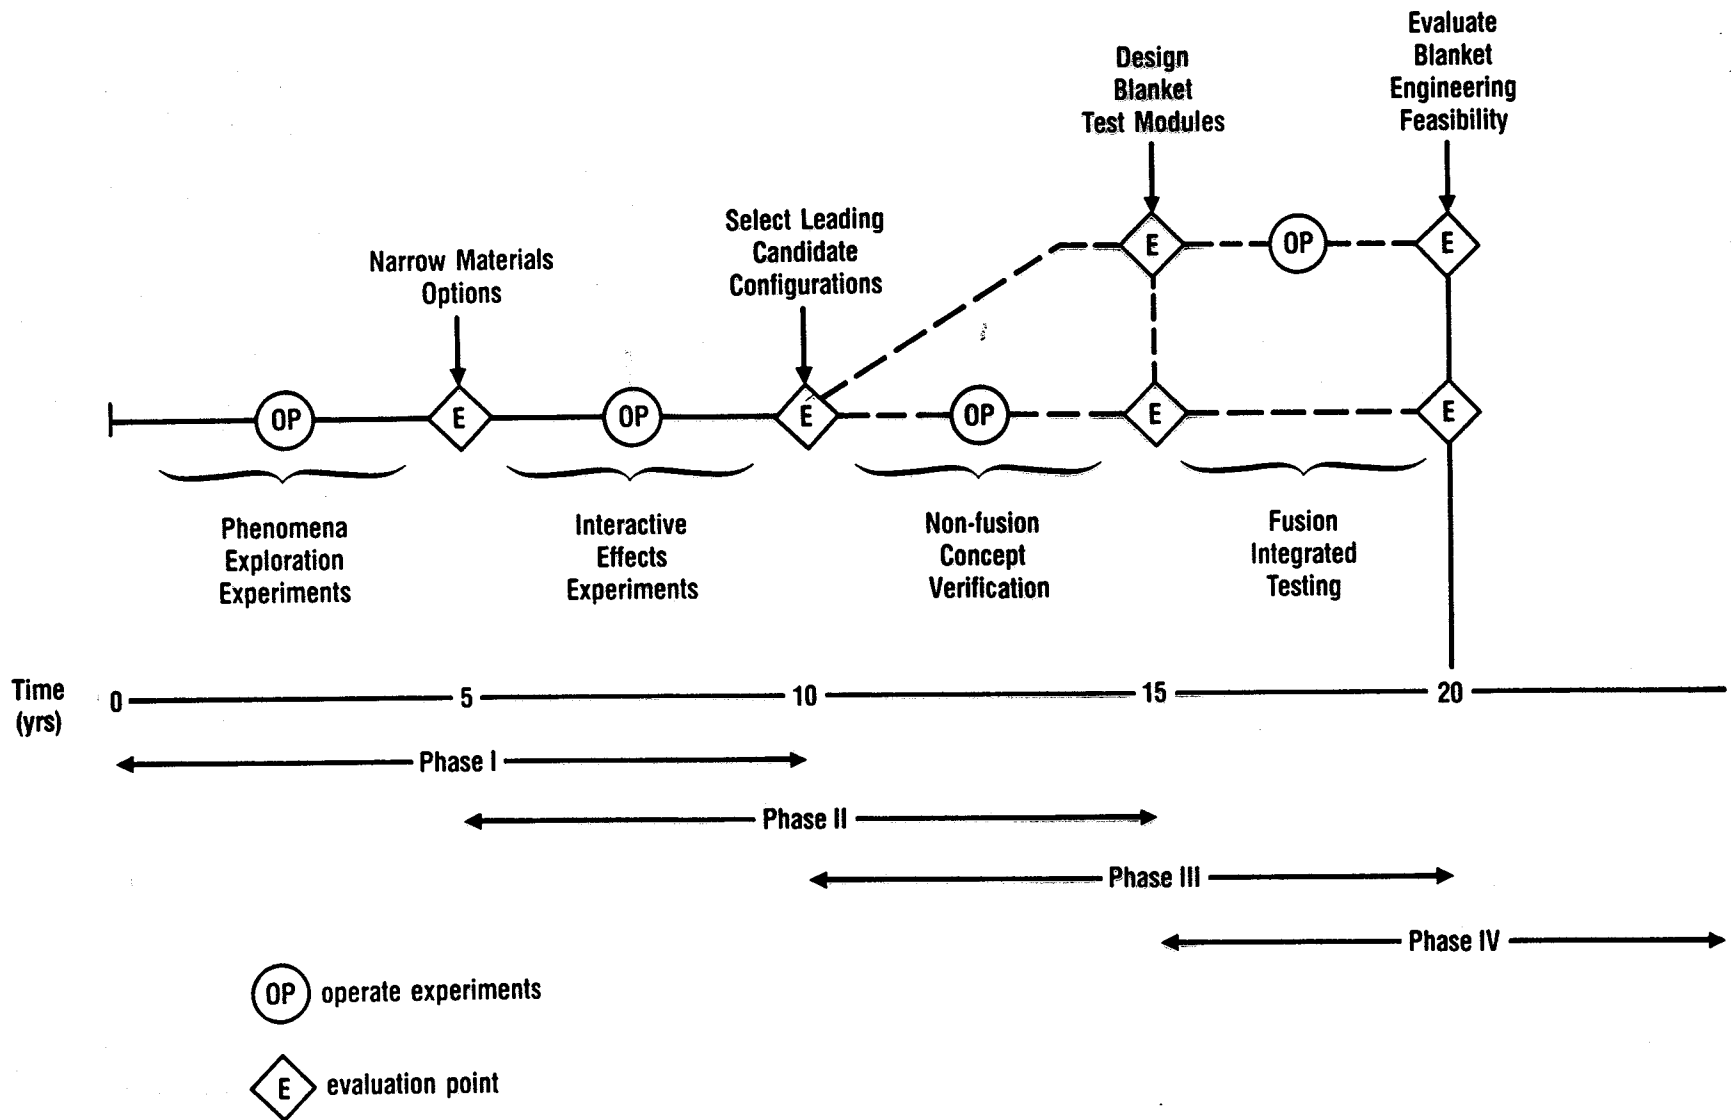 Evaluate
Blanket
Engineering
Feasibility
Design
Blanket
Test Modules
Select Leading
Candidate
Configurations
Narrow Materials
Options
E
OP
E
OP
E
OP
E
OP
E
E
E
Phenomena
Exploration
Experiments
Interactive
Effects
Experiments
Non-fusion
Concept
Verification
Fusion
Integrated
Testing
Time
(yrs)
0 5 10 15 20
Phase I
Phase II
Phase III
Phase IV
OP operate experiments
E evaluation point